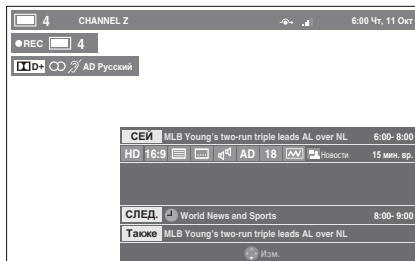 4 CHANNEL Z 6:00 Чт, 11 Окт
●REC 4
DD+ AD Русский
СЕЙ MLB Young's two-run triple leads AL over NL 6:00- 8:00
HD 16:9 AD 18 Новости 15 мин. вр.
СЛЕД. World News and Sports 8:00- 9:00
Также MLB Young's two-run triple leads AL over NL
Изм.